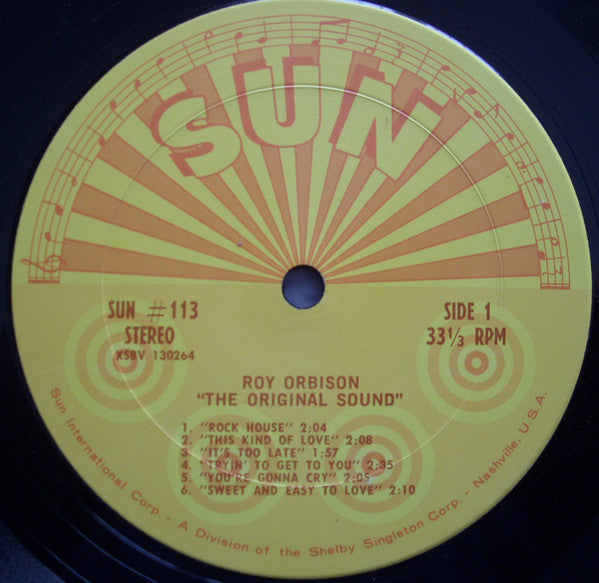 SUN
SUN # 113
STEREO
XSBV 130264
SIDE 1
33⅓ RPM
ROY ORBISON
"THE ORIGINAL SOUND"
1. "ROCK HOUSE" 2:04
2. "THIS KIND OF LOVE" 2:08
3. "IT'S TOO LATE" 1:57
4. "TRYIN' TO GET TO YOU" 2:35
5. "YOU'RE GONNA CRY" 2:05
6. "SWEET AND EASY TO LOVE" 2:10
Sun International Corp. - A Division of the Shelby Singleton Corp. - Nashville, U.S.A.